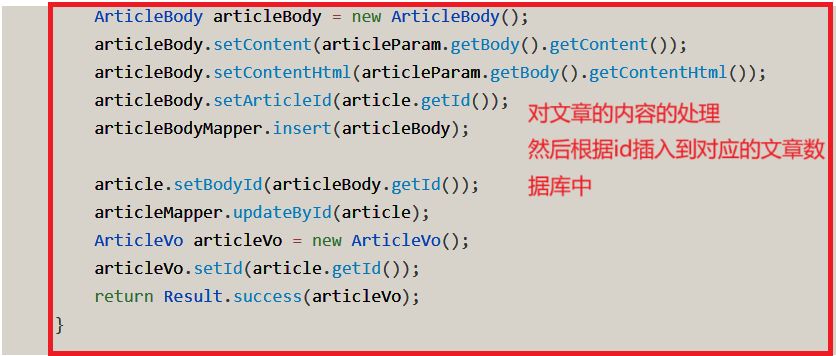 ArticleBody articleBody = new ArticleBody();
articleBody.setContent(articleParam.getBody().getContent());
articleBody.setContentHtml(articleParam.getBody().getContentHtml());
articleBody.setArticleId(article.getId());
articleBodyMapper.insert(articleBody);
对文章的内容的处理
然后根据id插入到对应的文章数
据库中
article.setBodyId(articleBody.getId());
articleMapper.updateById(article);
ArticleVo articleVo = new ArticleVo();
articleVo.setId(article.getId());
return Result.success(articleVo);
}